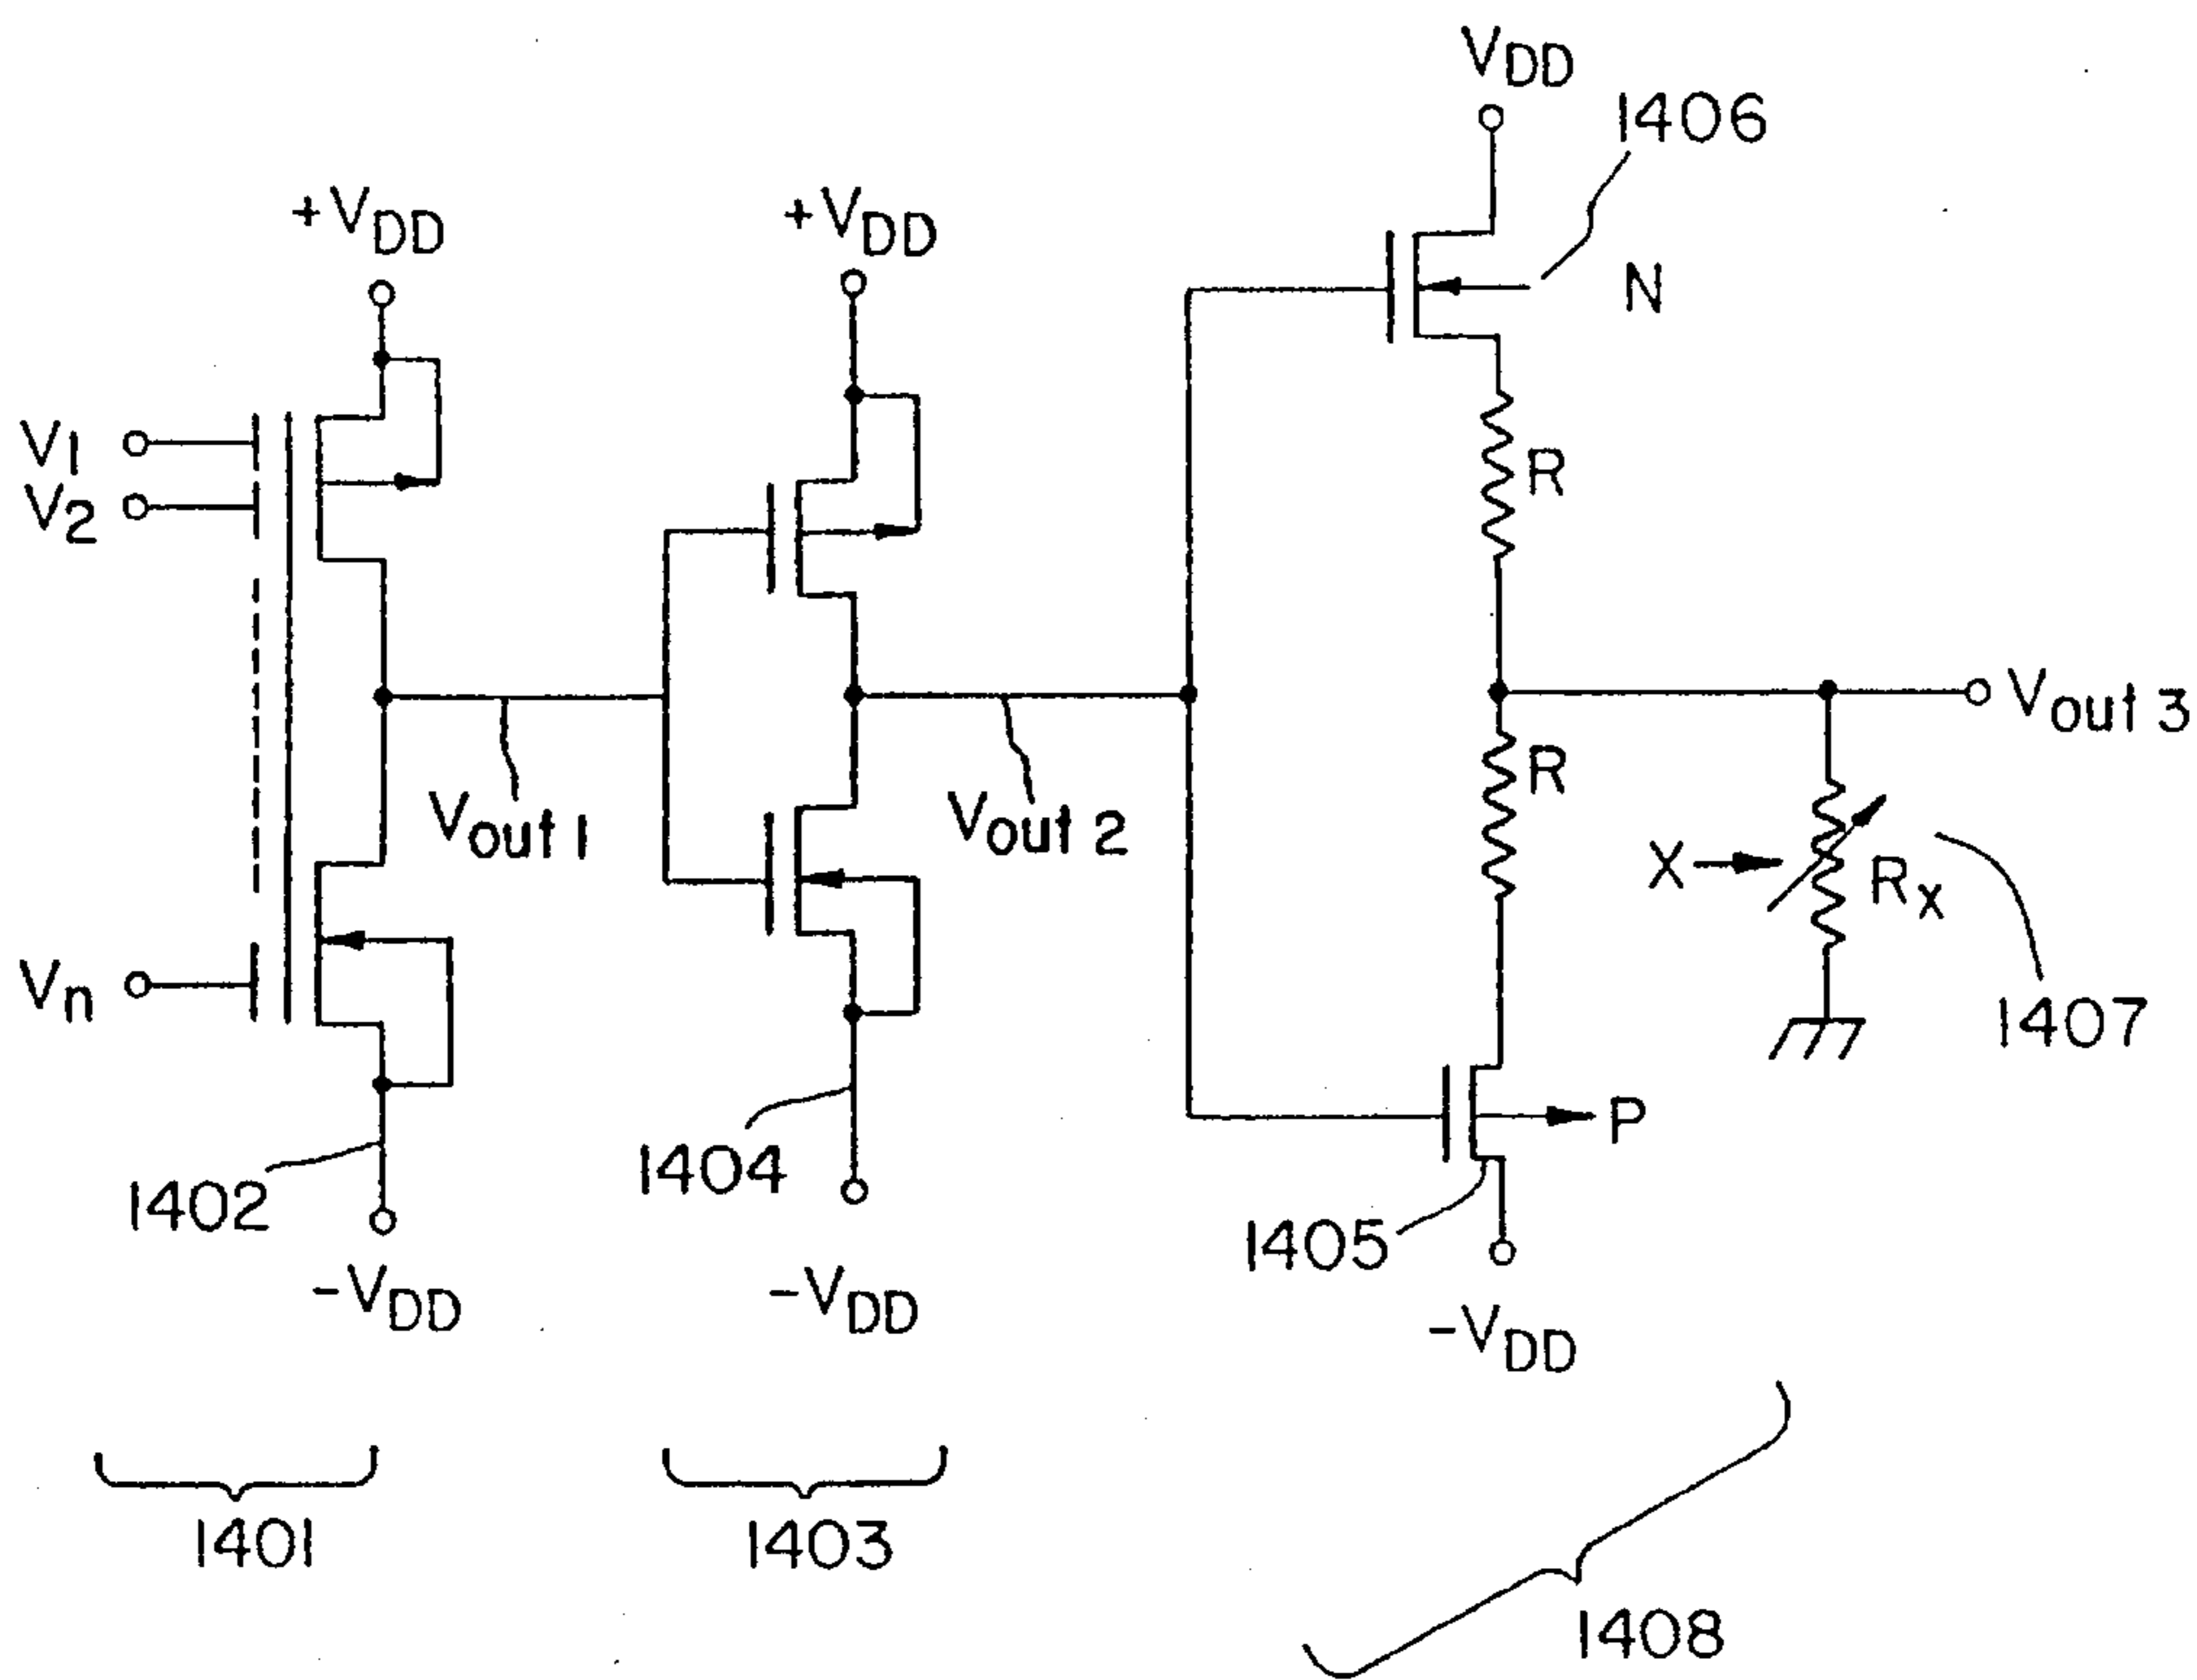 VDD
1406
+VDD
+VDD
N
V1
V2
R
Vout 3
R
Vout 1
Vout 2
X
Rx
Vn
1407
P
1404
1402
1405
-VDD
-VDD
-VDD
1401
1403
1408